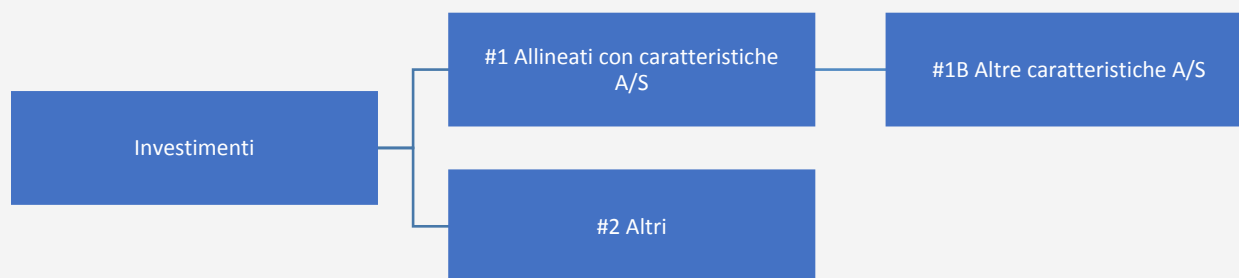 #1 Allineati con caratteristiche
A/S
#1B Altre caratteristiche A/S
Investimenti
#2 Altri